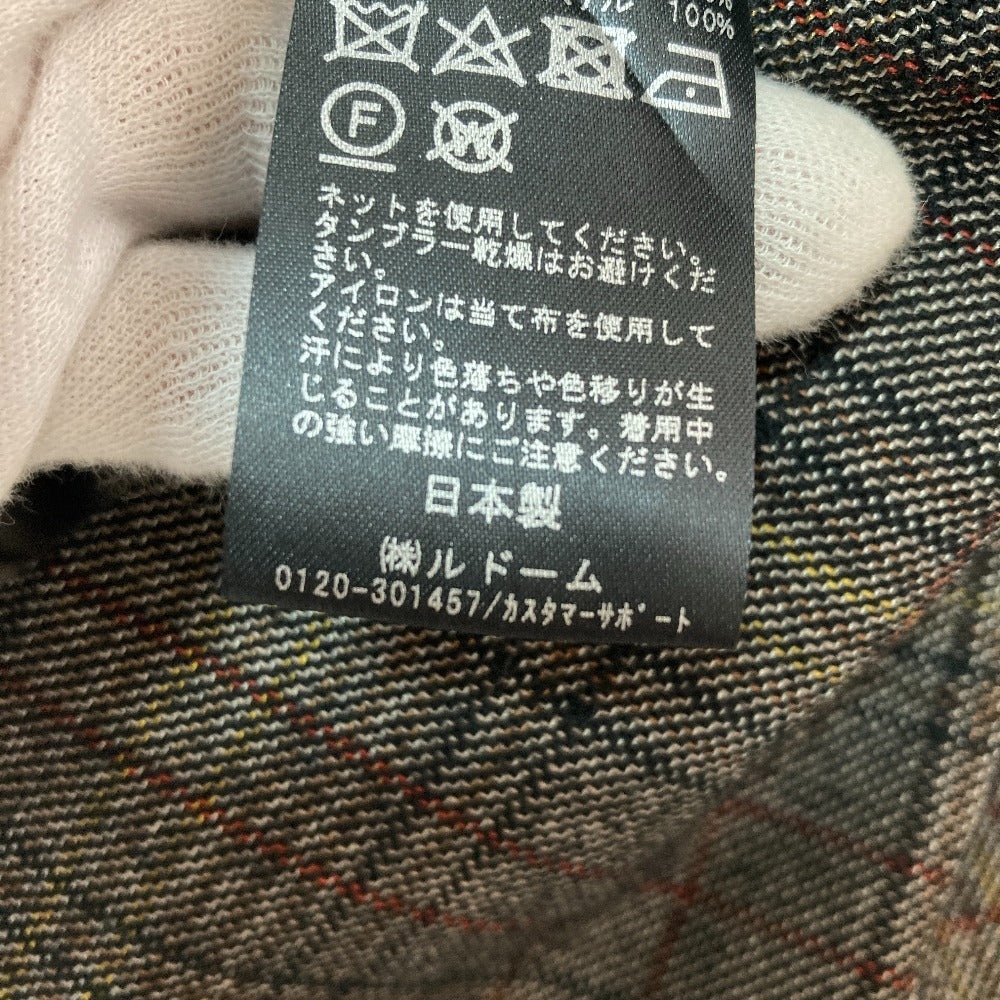 100%
F
W
ネットを使用してください。
タンブラー乾燥はお避けくだ
さい。
アイロンは当て布を使用して
ください。
汗により色落ちや色移りが生
じることがあります。着用中
の強い摩擦にご注意ください。
日本製
㈱ルドーム
0120-301457/ｶｽﾀﾏｰｻﾎﾟｰﾄ